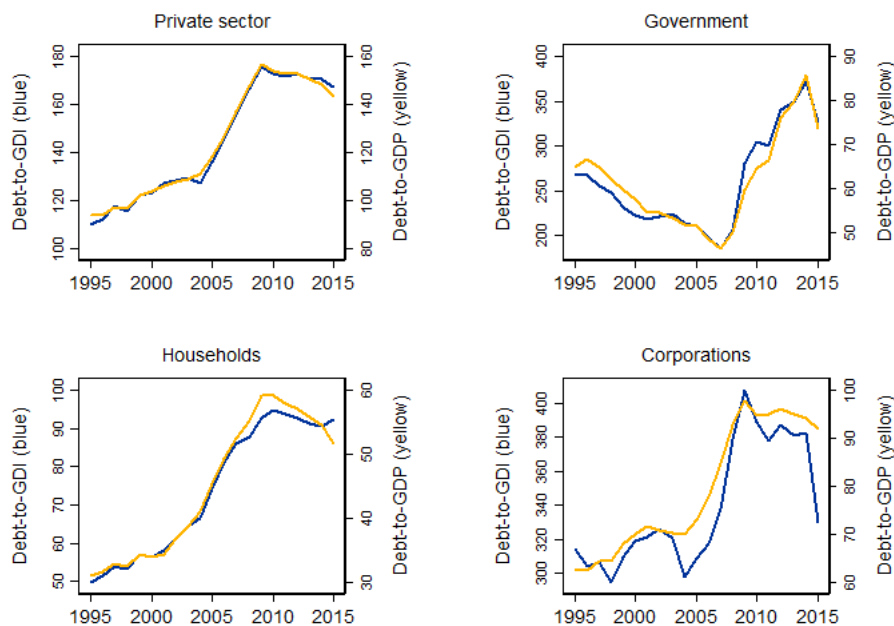 Private sector
Debt-to-GDI (blue)
180
160
140
120
100
160
140
120
100
80
Debt-to-GDP (yellow)
1995 2000 2005 2010 2015
Government
Debt-to-GDI (blue)
400
350
300
250
200
90
80
70
60
50
Debt-to-GDP (yellow)
1995 2000 2005 2010 2015
Households
Debt-to-GDI (blue)
100
90
80
70
60
50
60
50
40
30
Debt-to-GDP (yellow)
1995 2000 2005 2010 2015
Corporations
Debt-to-GDI (blue)
400
380
360
340
320
300
100
90
80
70
60
Debt-to-GDP (yellow)
1995 2000 2005 2010 2015